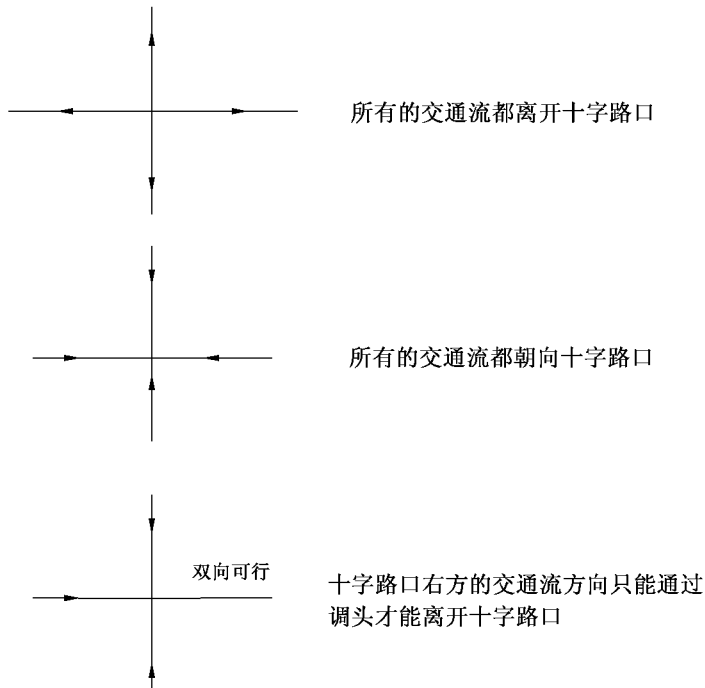 所有的交通流都离开十字路口
所有的交通流都朝向十字路口
双向可行
十字路口右方的交通流方向只能通过
调头才能离开十字路口